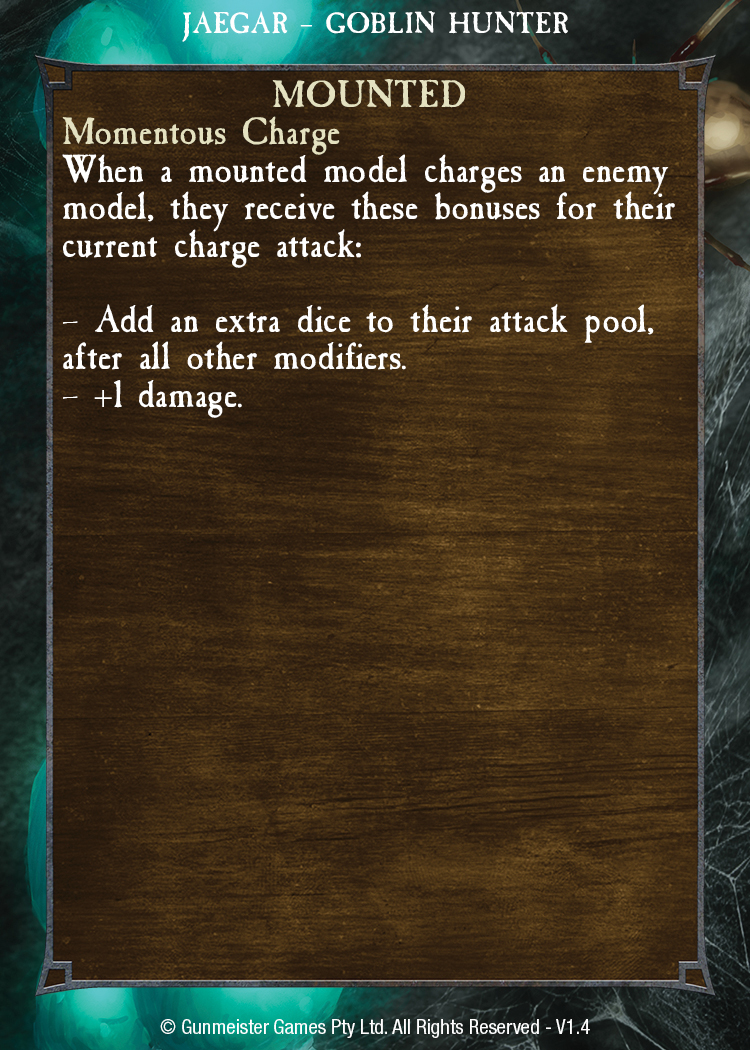 JAEGAR – GOBLIN HUNTER
MOUNTED
Momentous Charge
When a mounted model charges an enemy
model, they receive these bonuses for their
current charge attack:
– Add an extra dice to their attack pool,
after all other modifiers.
– +1 damage.
© Gunmeister Games Pty Ltd. All Rights Reserved - V1.4